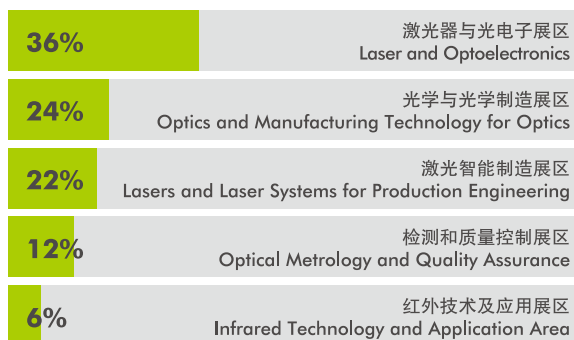 36%
激光器与光电子展区
Laser and Optoelectronics
24%
光学与光学制造展区
Optics and Manufacturing Technology for Optics
22%
激光智能制造展区
Lasers and Laser Systems for Production Engineering
12%
检测和质量控制展区
Optical Metrology and Quality Assurance
6%
红外技术及应用展区
Infrared Technology and Application Area